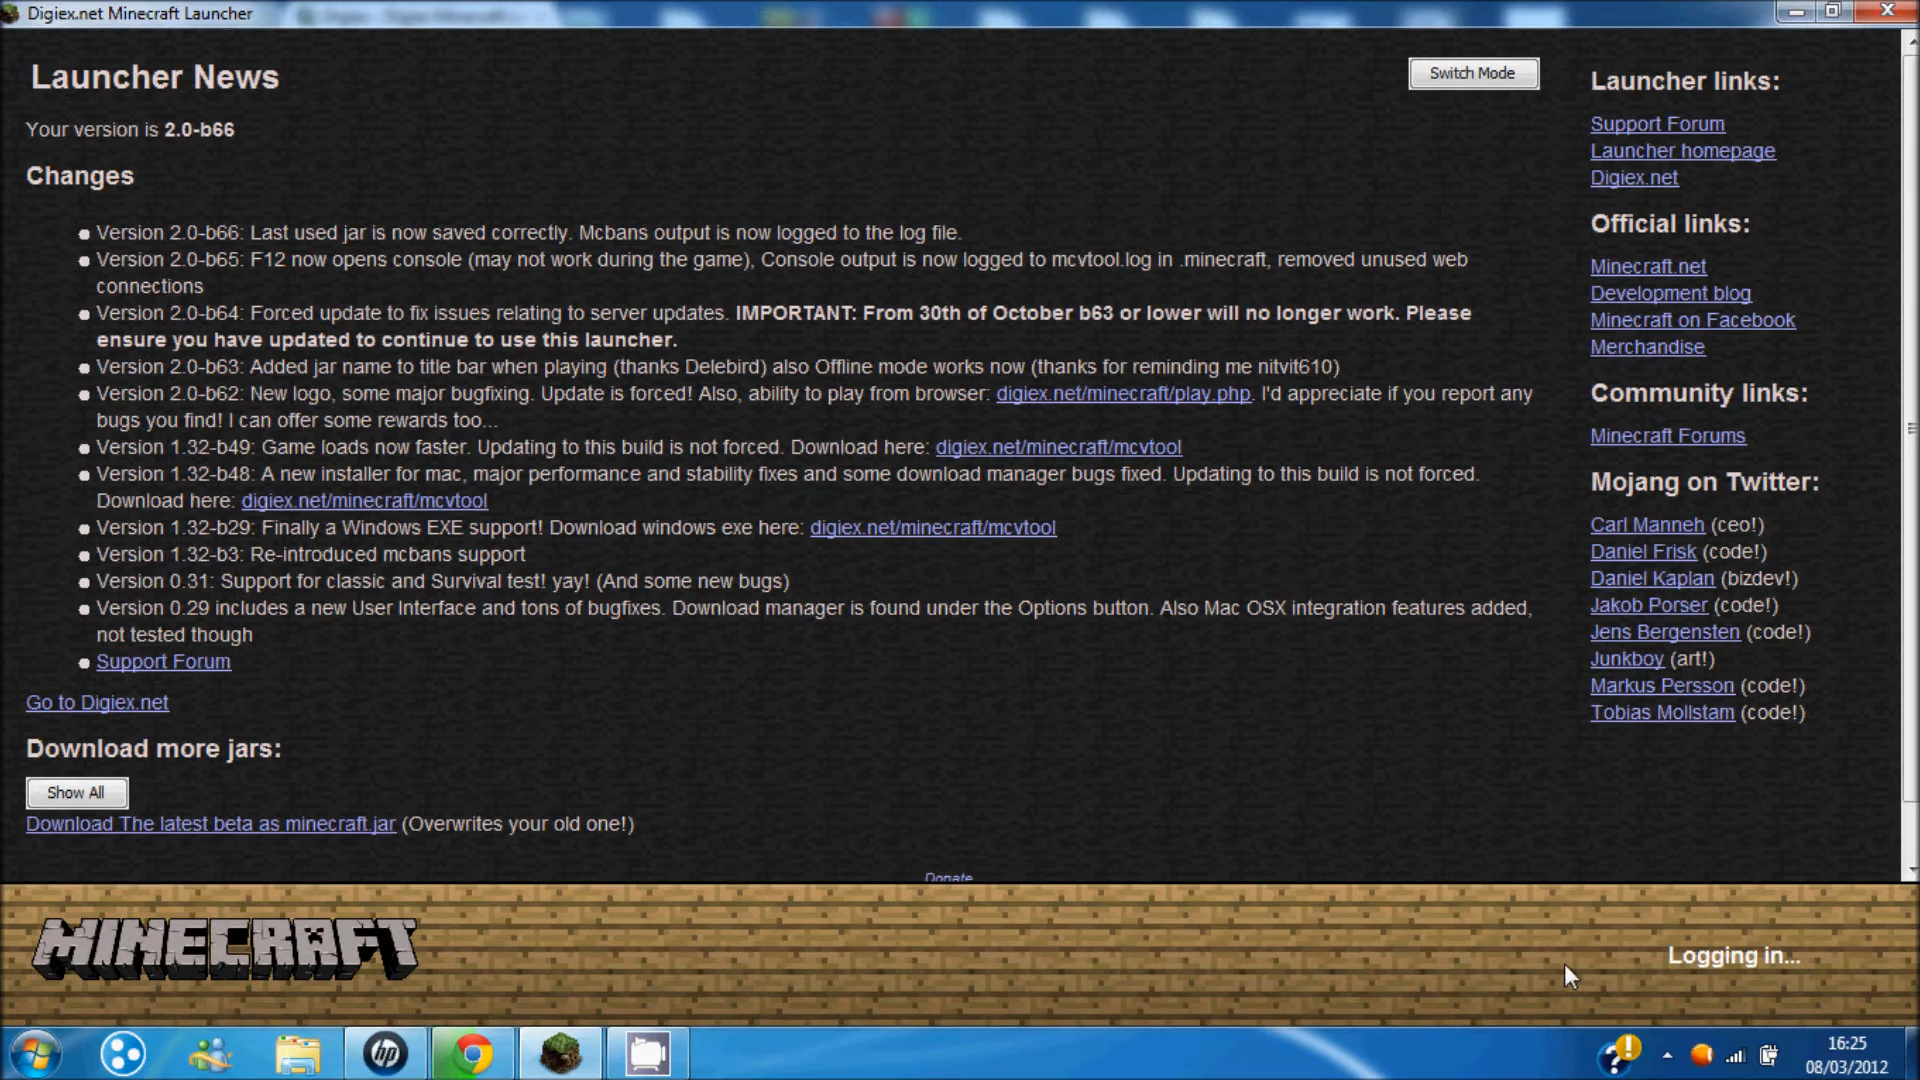 Digiex.net Minecraft Launcher
Launcher News
Switch Mode
Your version is 2.0-b66
Changes
Version 2.0-b66: Last used jar is now saved correctly. Mcbans output is now logged to the log file.
Version 2.0-b65: F12 now opens console (may not work during the game), Console output is now logged to mcvtool.log in .minecraft, removed unused web
connections
Version 2.0-b64: Forced update to fix issues relating to server updates. IMPORTANT: From 30th of October b63 or lower will no longer work. Please
ensure you have updated to continue to use this launcher.
Version 2.0-b63: Added jar name to title bar when playing (thanks Delebird) also Offline mode works now (thanks for reminding me nitvit610)
Version 2.0-b62: New logo, some major bugfixing. Update is forced! Also, ability to play from browser: digiex.net/minecraft/play.php. I'd appreciate if you report any
bugs you find! I can offer some rewards too...
Version 1.32-b49: Game loads now faster. Updating to this build is not forced. Download here: digiex.net/minecraft/mcvtool
Version 1.32-b48: A new installer for mac, major performance and stability fixes and some download manager bugs fixed. Updating to this build is not forced.
Download here: digiex.net/minecraft/mcvtool
Version 1.32-b29: Finally a Windows EXE support! Download windows exe here: digiex.net/minecraft/mcvtool
Version 1.32-b3: Re-introduced mcbans support
Version 0.31: Support for classic and Survival test! yay! (And some new bugs)
Version 0.29 includes a new User Interface and tons of bugfixes. Download manager is found under the Options button. Also Mac OSX integration features added,
not tested though
Support Forum
Go to Digiex.net
Download more jars:
Show All
Download The latest beta as minecraft.jar (Overwrites your old one!)
Donate
Launcher links:
Support Forum
Launcher homepage
Digiex.net
Official links:
Minecraft.net
Development blog
Minecraft on Facebook
Merchandise
Community links:
Minecraft Forums
Mojang on Twitter:
Carl Manneh (ceo!)
Daniel Frisk (code!)
Daniel Kaplan (bizdev!)
Jakob Porser (code!)
Jens Bergensten (code!)
Junkboy (art!)
Markus Persson (code!)
Tobias Mollstam (code!)
MINECRAFT
Logging in...
hp
16:25
08/03/2012